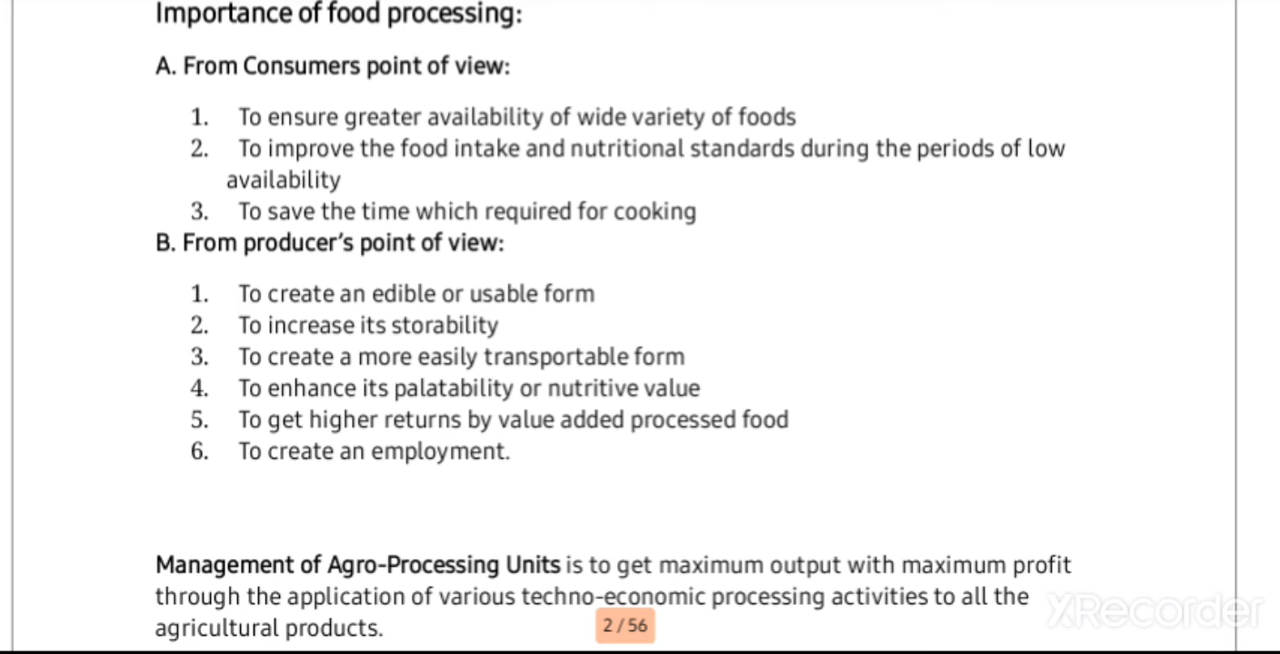 Importance of food processing:
A. From Consumers point of view:
1. To ensure greater availability of wide variety of foods
2. To improve the food intake and nutritional standards during the periods of low
availability
3. To save the time which required for cooking
B. From producer's point of view:
1. To create an edible or usable form
2. To increase its storability
3. To create a more easily transportable form
4. To enhance its palatability or nutritive value
5. To get higher returns by value added processed food
6. To create an employment.
Management of Agro-Processing Units is to get maximum output with maximum profit
through the application of various techno-economic processing activities to all the
agricultural products.
2 / 56
XRecorder